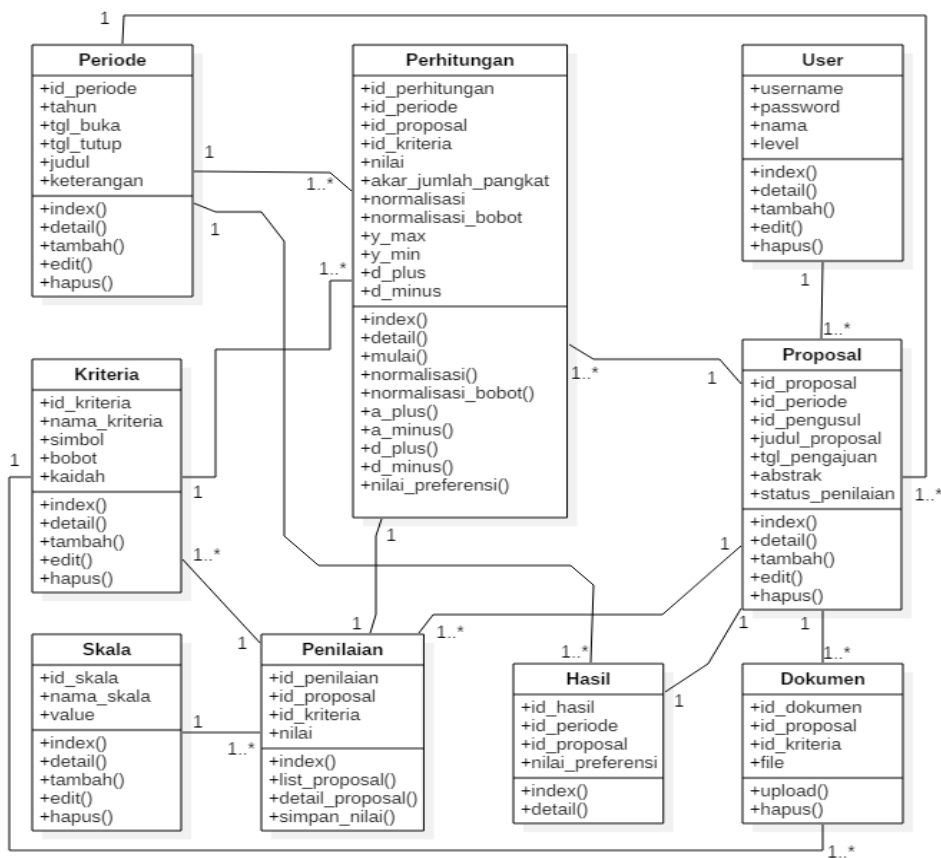 1
Periode
+id_periode
+tahun
+tgl_buka
+tgl_tutup
+judul
+keterangan
+index()
+detail()
+tambah()
+edit()
+hapus()
1
1..*
1
1..*
Perhitungan
+id_perhitungan
+id_periode
+id_proposal
+id_kriteria
+nilai
+akar_jumlah_pangkat
+normalisasi
+normalisasi_bobot
+y_max
+y_min
+d_plus
+d_minus
+index()
+detail()
+mulai()
+normalisasi()
+normalisasi_bobot()
+a_plus()
+a_minus()
+d_plus()
+d_minus()
+nilai_preferensi()
1..*
1
1
User
+username
+password
+nama
+level
+index()
+detail()
+tambah()
+edit()
+hapus()
1
1..*
Kriteria
+id_kriteria
+nama_kriteria
+simbol
+bobot
+kaidah
+index()
+detail()
+tambah()
+edit()
+hapus()
1
1
1..*
1
Proposal
+id_proposal
+id_periode
+id_pengusul
+judul_proposal
+tgl_pengajuan
+abstrak
+status_penilaian
+index()
+detail()
+tambah()
+edit()
+hapus()
1..*
1
1
1
Skala
+id_skala
+nama_skala
+value
+index()
+detail()
+tambah()
+edit()
+hapus()
1
1..*
1
1..*
Penilaian
+id_penilaian
+id_proposal
+id_kriteria
+nilai
+index()
+list_proposal()
+detail_proposal()
+simpan_nilai()
1..*
1
Hasil
+id_hasil
+id_periode
+id_proposal
+nilai_preferensi
+index()
+detail()
1..*
Dokumen
+id_dokumen
+id_proposal
+id_kriteria
+file
+upload()
+hapus()
1..*